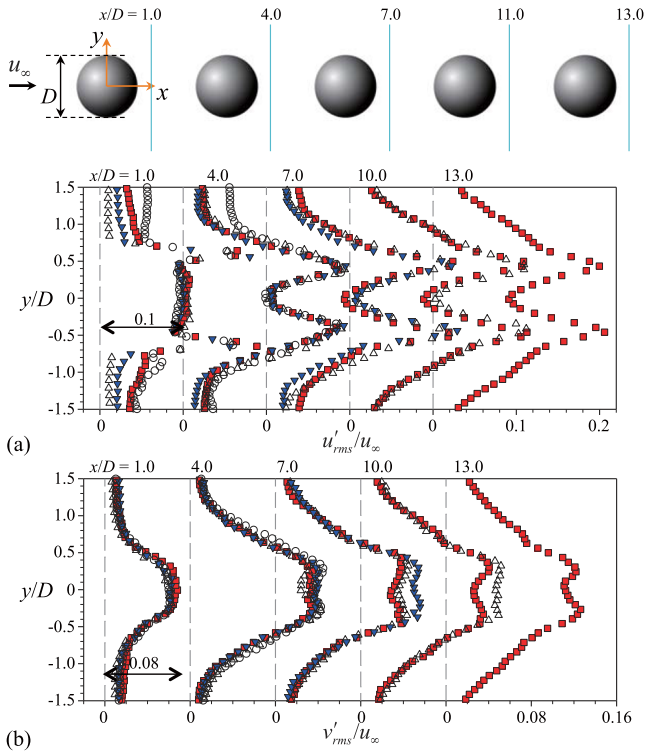 x/D = 1.0 4.0 7.0 11.0 13.0
y
u∞
D
x
x/D = 1.0 4.0 7.0 10.0 13.0
1.5
1.0
0.5
y/D 0
-0.5
-1.0
-1.5
0.1
0 0 0 0 0 0.1 0.2
(a) u'rms/u∞
x/D = 1.0 4.0 7.0 10.0 13.0
1.5
1.0
0.5
y/D 0
-0.5
-1.0
-1.5
0.08
0 0 0 0 0 0.08 0.16
(b) v'rms/u∞